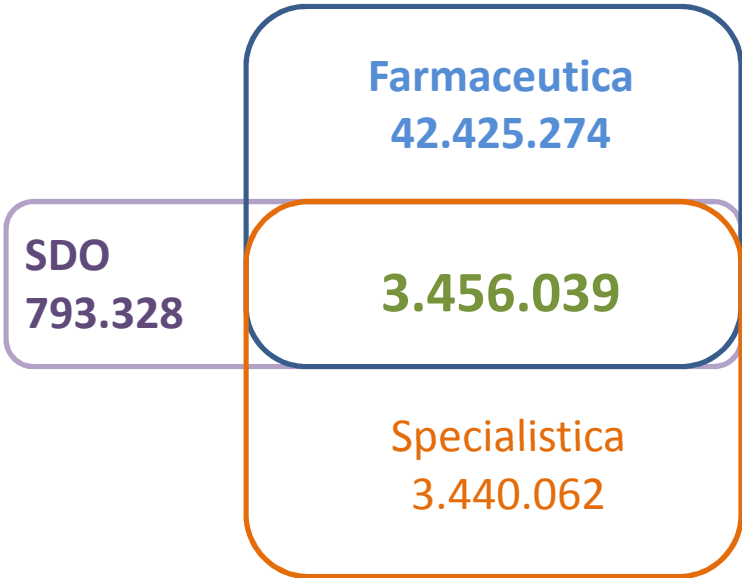 Farmaceutica
42.425.274
SDO
793.328
3.456.039
Specialistica
3.440.062